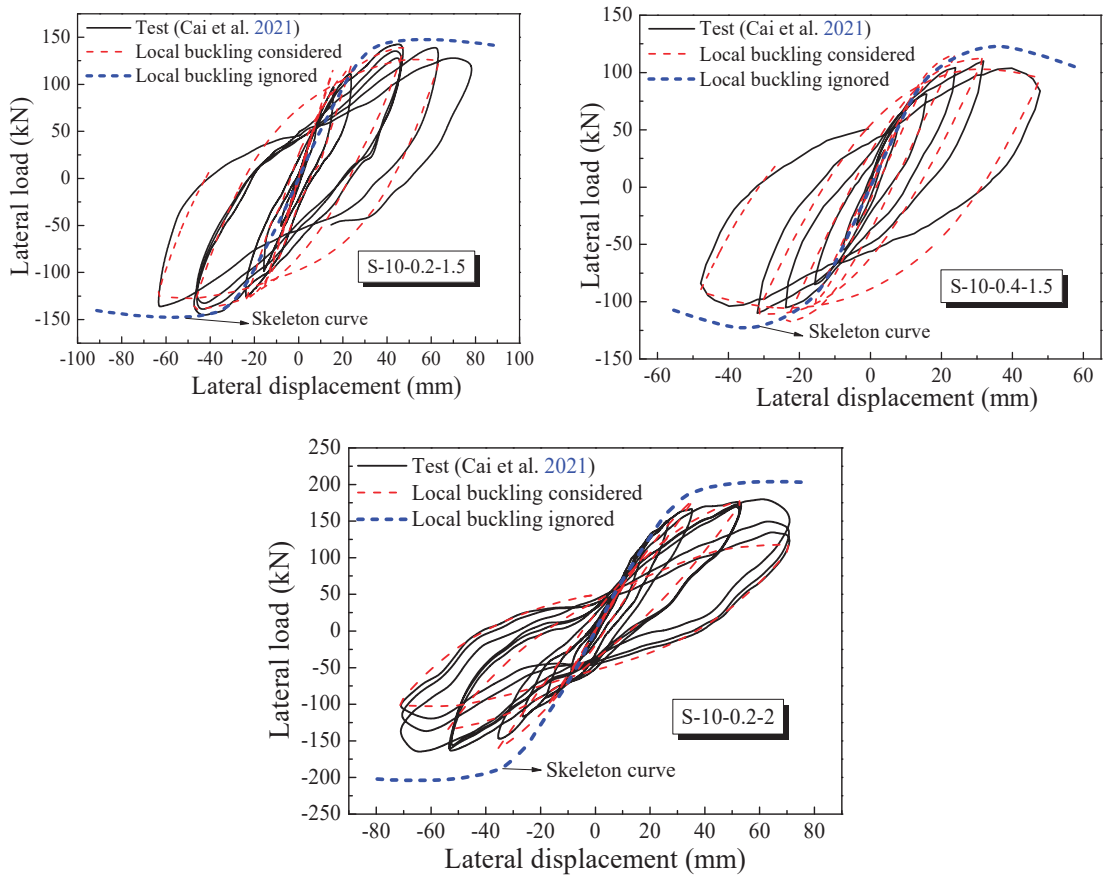 Test (Cai et al. 2021)
Local buckling considered
Local buckling ignored
150
100
50
0
-50
-100
-150
Lateral load (kN)
S-10-0.2-1.5
Skeleton curve
-100 -80 -60 -40 -20 0 20 40 60 80 100
Lateral displacement (mm)
Test (Cai et al. 2021)
Local buckling considered
Local buckling ignored
150
100
50
0
-50
-100
-150
Lateral load (kN)
S-10-0.4-1.5
Skeleton curve
-60 -40 -20 0 20 40 60
Lateral displacement (mm)
Test (Cai et al. 2021)
Local buckling considered
Local buckling ignored
250
200
150
100
50
0
-50
-100
-150
-200
-250
Lateral load (kN)
S-10-0.2-2
Skeleton curve
-80 -60 -40 -20 0 20 40 60 80
Lateral displacement (mm)